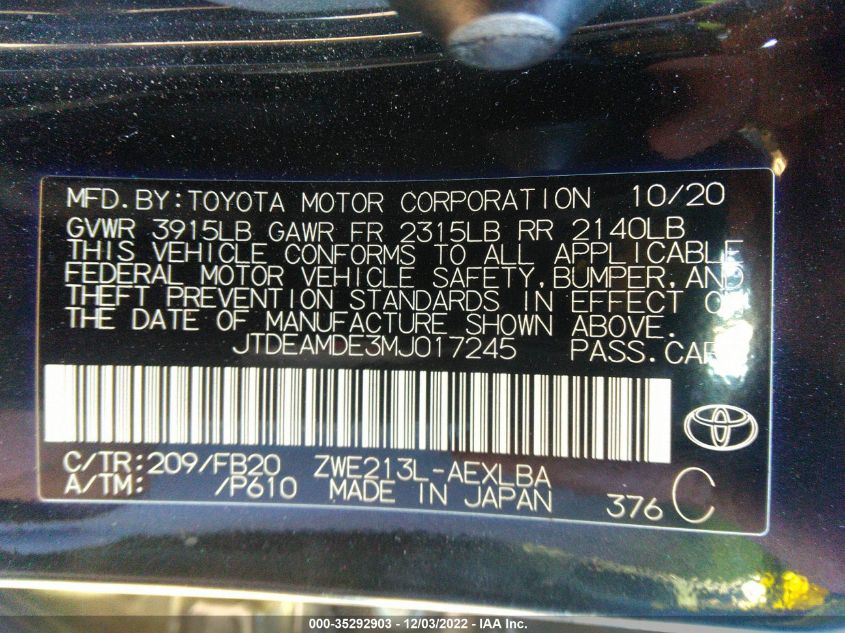 MFD. BY: TOYOTA MOTOR CORPORATION 10/20
GVWR 3915LB GAWR FR 2315LB RR 2140LB
THIS VEHICLE CONFORMS TO ALL APPLICABLE
FEDERAL MOTOR VEHICLE SAFETY, BUMPER, AND
THEFT PREVENTION STANDARDS IN EFFECT ON
THE DATE OF MANUFACTURE SHOWN ABOVE.
JTDEAMDE3MJ017245 PASS. CAR
C/TR: 209/FB20 ZWE213L-AEXLBA
A/TM: /P610 MADE IN JAPAN 376 C
000-35292903 - 12/03/2022 - IAA Inc.